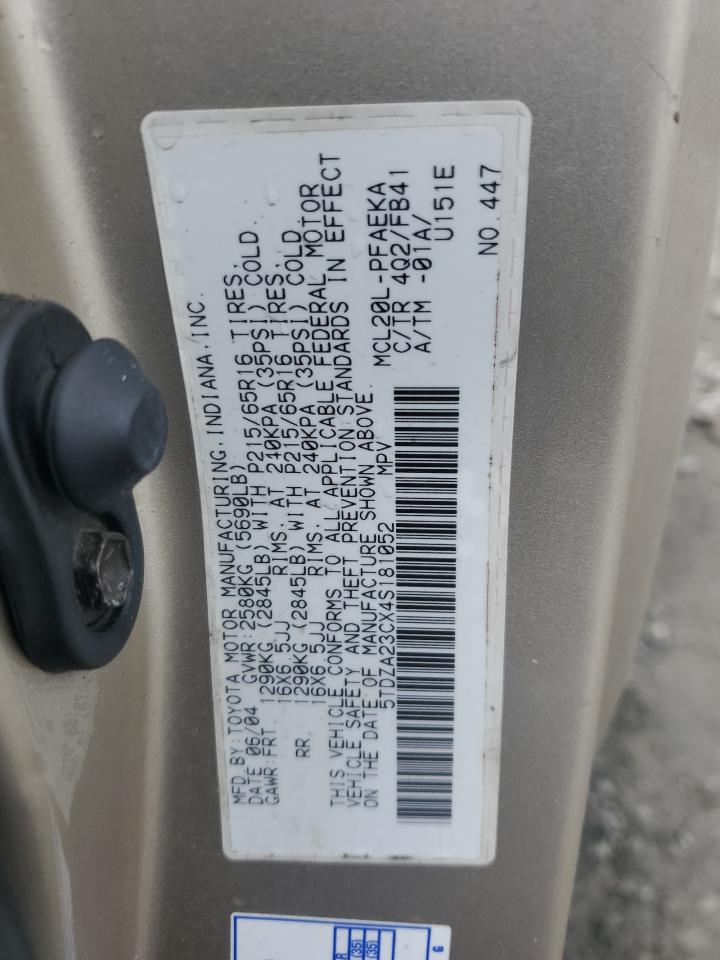 MFD.BY:TOYOTA MOTOR MANUFACTURING,INDIANA,INC.
DATE 06/04 GVWR:2580KG (5690LB)
GAWR:FRT. 1290KG (2845LB) WITH P215/65R16 TIRES,
16X6.5JJ RIMS, AT 240KPA (35PSI) COLD
RR. 1290KG (2845LB) WITH P215/65R16 TIRES,
16X6.5JJ RIMS, AT 240KPA (35PSI) COLD
THIS VEHICLE CONFORMS TO ALL APPLICABLE FEDERAL MOTOR
VEHICLE SAFETY AND THEFT PREVENTION STANDARDS IN EFFECT
ON THE DATE OF MANUFACTURE SHOWN ABOVE.
5TDZA23CX4S181052 MPV
MCL20L-PFAEKA
C/TR 4Q2/FB41
A/TM -01A/
U151E
NO.447
R
(35)
(35)
G